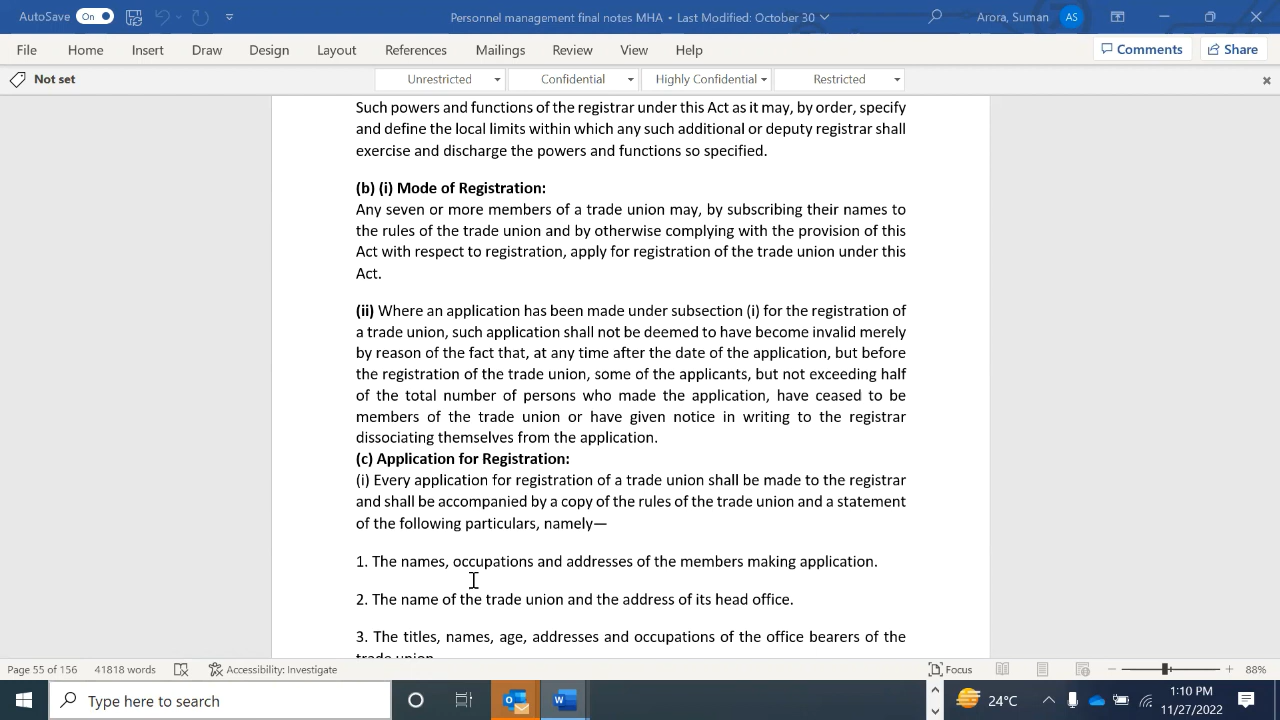 AutoSave On Personnel management final notes MHA • Last Modified: October 30 Arora, Suman AS
File Home Insert Draw Design Layout References Mailings Review View Help Comments Share
Not set Unrestricted Confidential Highly Confidential Restricted
Such powers and functions of the registrar under this Act as it may, by order, specify
and define the local limits within which any such additional or deputy registrar shall
exercise and discharge the powers and functions so specified.
(b) (i) Mode of Registration:
Any seven or more members of a trade union may, by subscribing their names to
the rules of the trade union and by otherwise complying with the provision of this
Act with respect to registration, apply for registration of the trade union under this
Act.
(ii) Where an application has been made under subsection (i) for the registration of
a trade union, such application shall not be deemed to have become invalid merely
by reason of the fact that, at any time after the date of the application, but before
the registration of the trade union, some of the applicants, but not exceeding half
of the total number of persons who made the application, have ceased to be
members of the trade union or have given notice in writing to the registrar
dissociating themselves from the application.
(c) Application for Registration:
(i) Every application for registration of a trade union shall be made to the registrar
and shall be accompanied by a copy of the rules of the trade union and a statement
of the following particulars, namely—
1. The names, occupations and addresses of the members making application.
2. The name of the trade union and the address of its head office.
3. The titles, names, age, addresses and occupations of the office bearers of the
trade union.
Page 55 of 156 41818 words Accessibility: Investigate Focus 88%
Type here to search 24°C 1:10 PM
11/27/2022